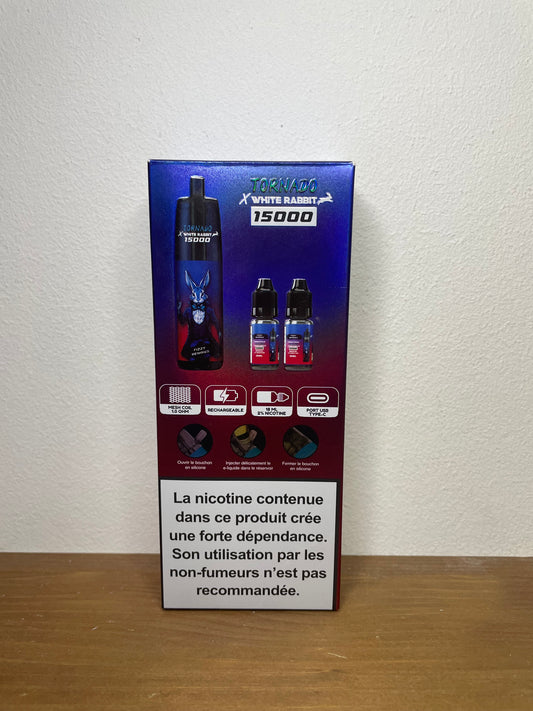 TORNADO
X WHITE RABBIT
15000
TORNADO
X WHITE RABBIT
15000
FIZZY
MESH COIL
1.0 OHM
RECHARGEABLE
18 ML
2% NICOTINE
PORT USB
TYPE-C
Ouvrir le bouchon
en silicone
Injecter délicatement le
e-liquide dans le réservoir
Fermer le bouchon
en silicone
La nicotine contenue
dans ce produit crée
une forte dépendance.
Son utilisation par les
non-fumeurs n'est pas
recommandée.